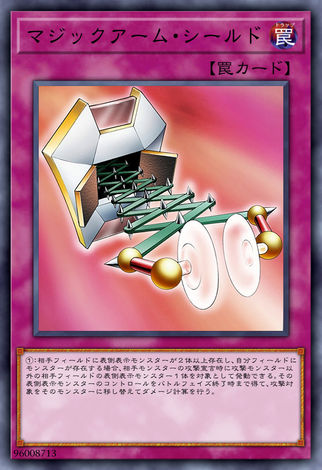 マジックアーム・シールド
罠
トラップ
【罠カード】
①：相手フィールドに表側表示モンスターが２体以上存在し、自分フィールドに
モンスターが存在する場合、相手モンスターの攻撃宣言時に攻撃モンスター以
外の相手フィールドの表側表示モンスター１体を対象として発動できる。その
表側表示モンスターのコントロールをバトルフェイズ終了時まで得て、攻撃対
象をそのモンスターに移し替えてダメージ計算を行う。
96008713